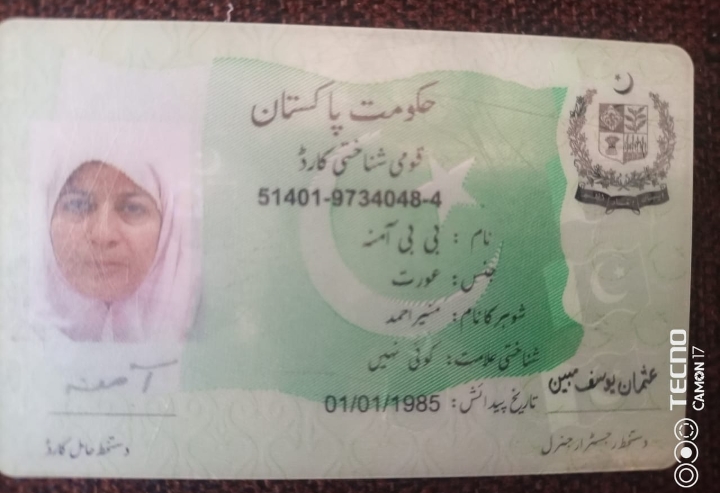 حکومت پاکستان
قومی شناختی کارڈ
51401-9734048-4
نام : بی بی آمنہ
جنس: عورت
شوہر کا نام: منیر احمد
شناختی علامت: کوئی نہیں
تاریخ پیدائش: 01/01/1985
عثمان یوسف مبین
دستخط رجسٹرار جنرل
آمنہ
دستخط حامل کارڈ
TECNO
CAMON 17